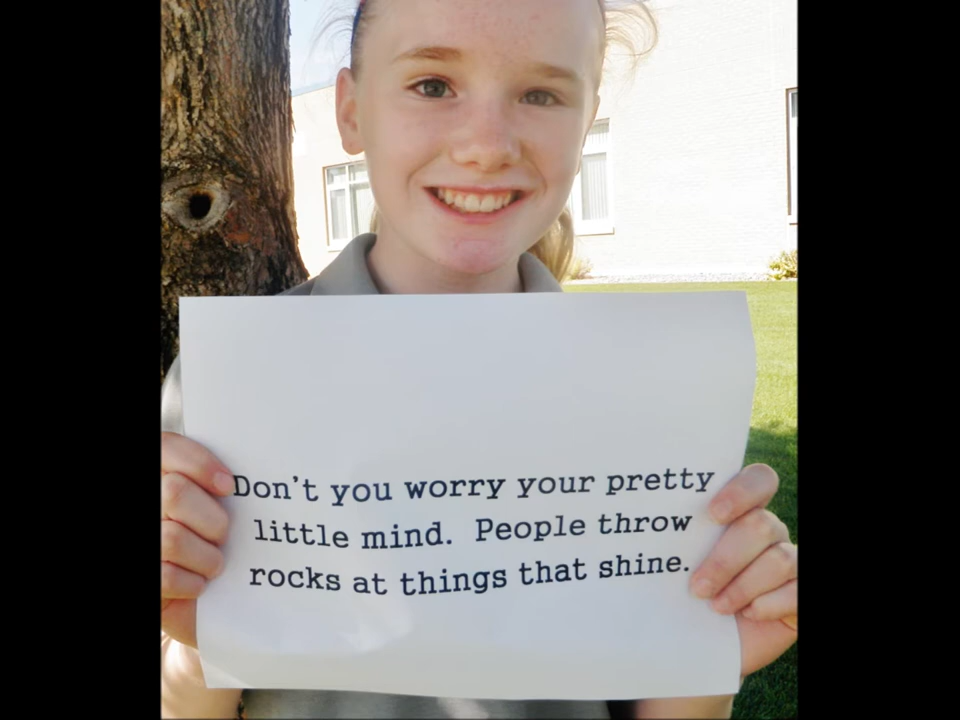 Don't you worry your pretty
little mind. People throw
rocks at things that shine.